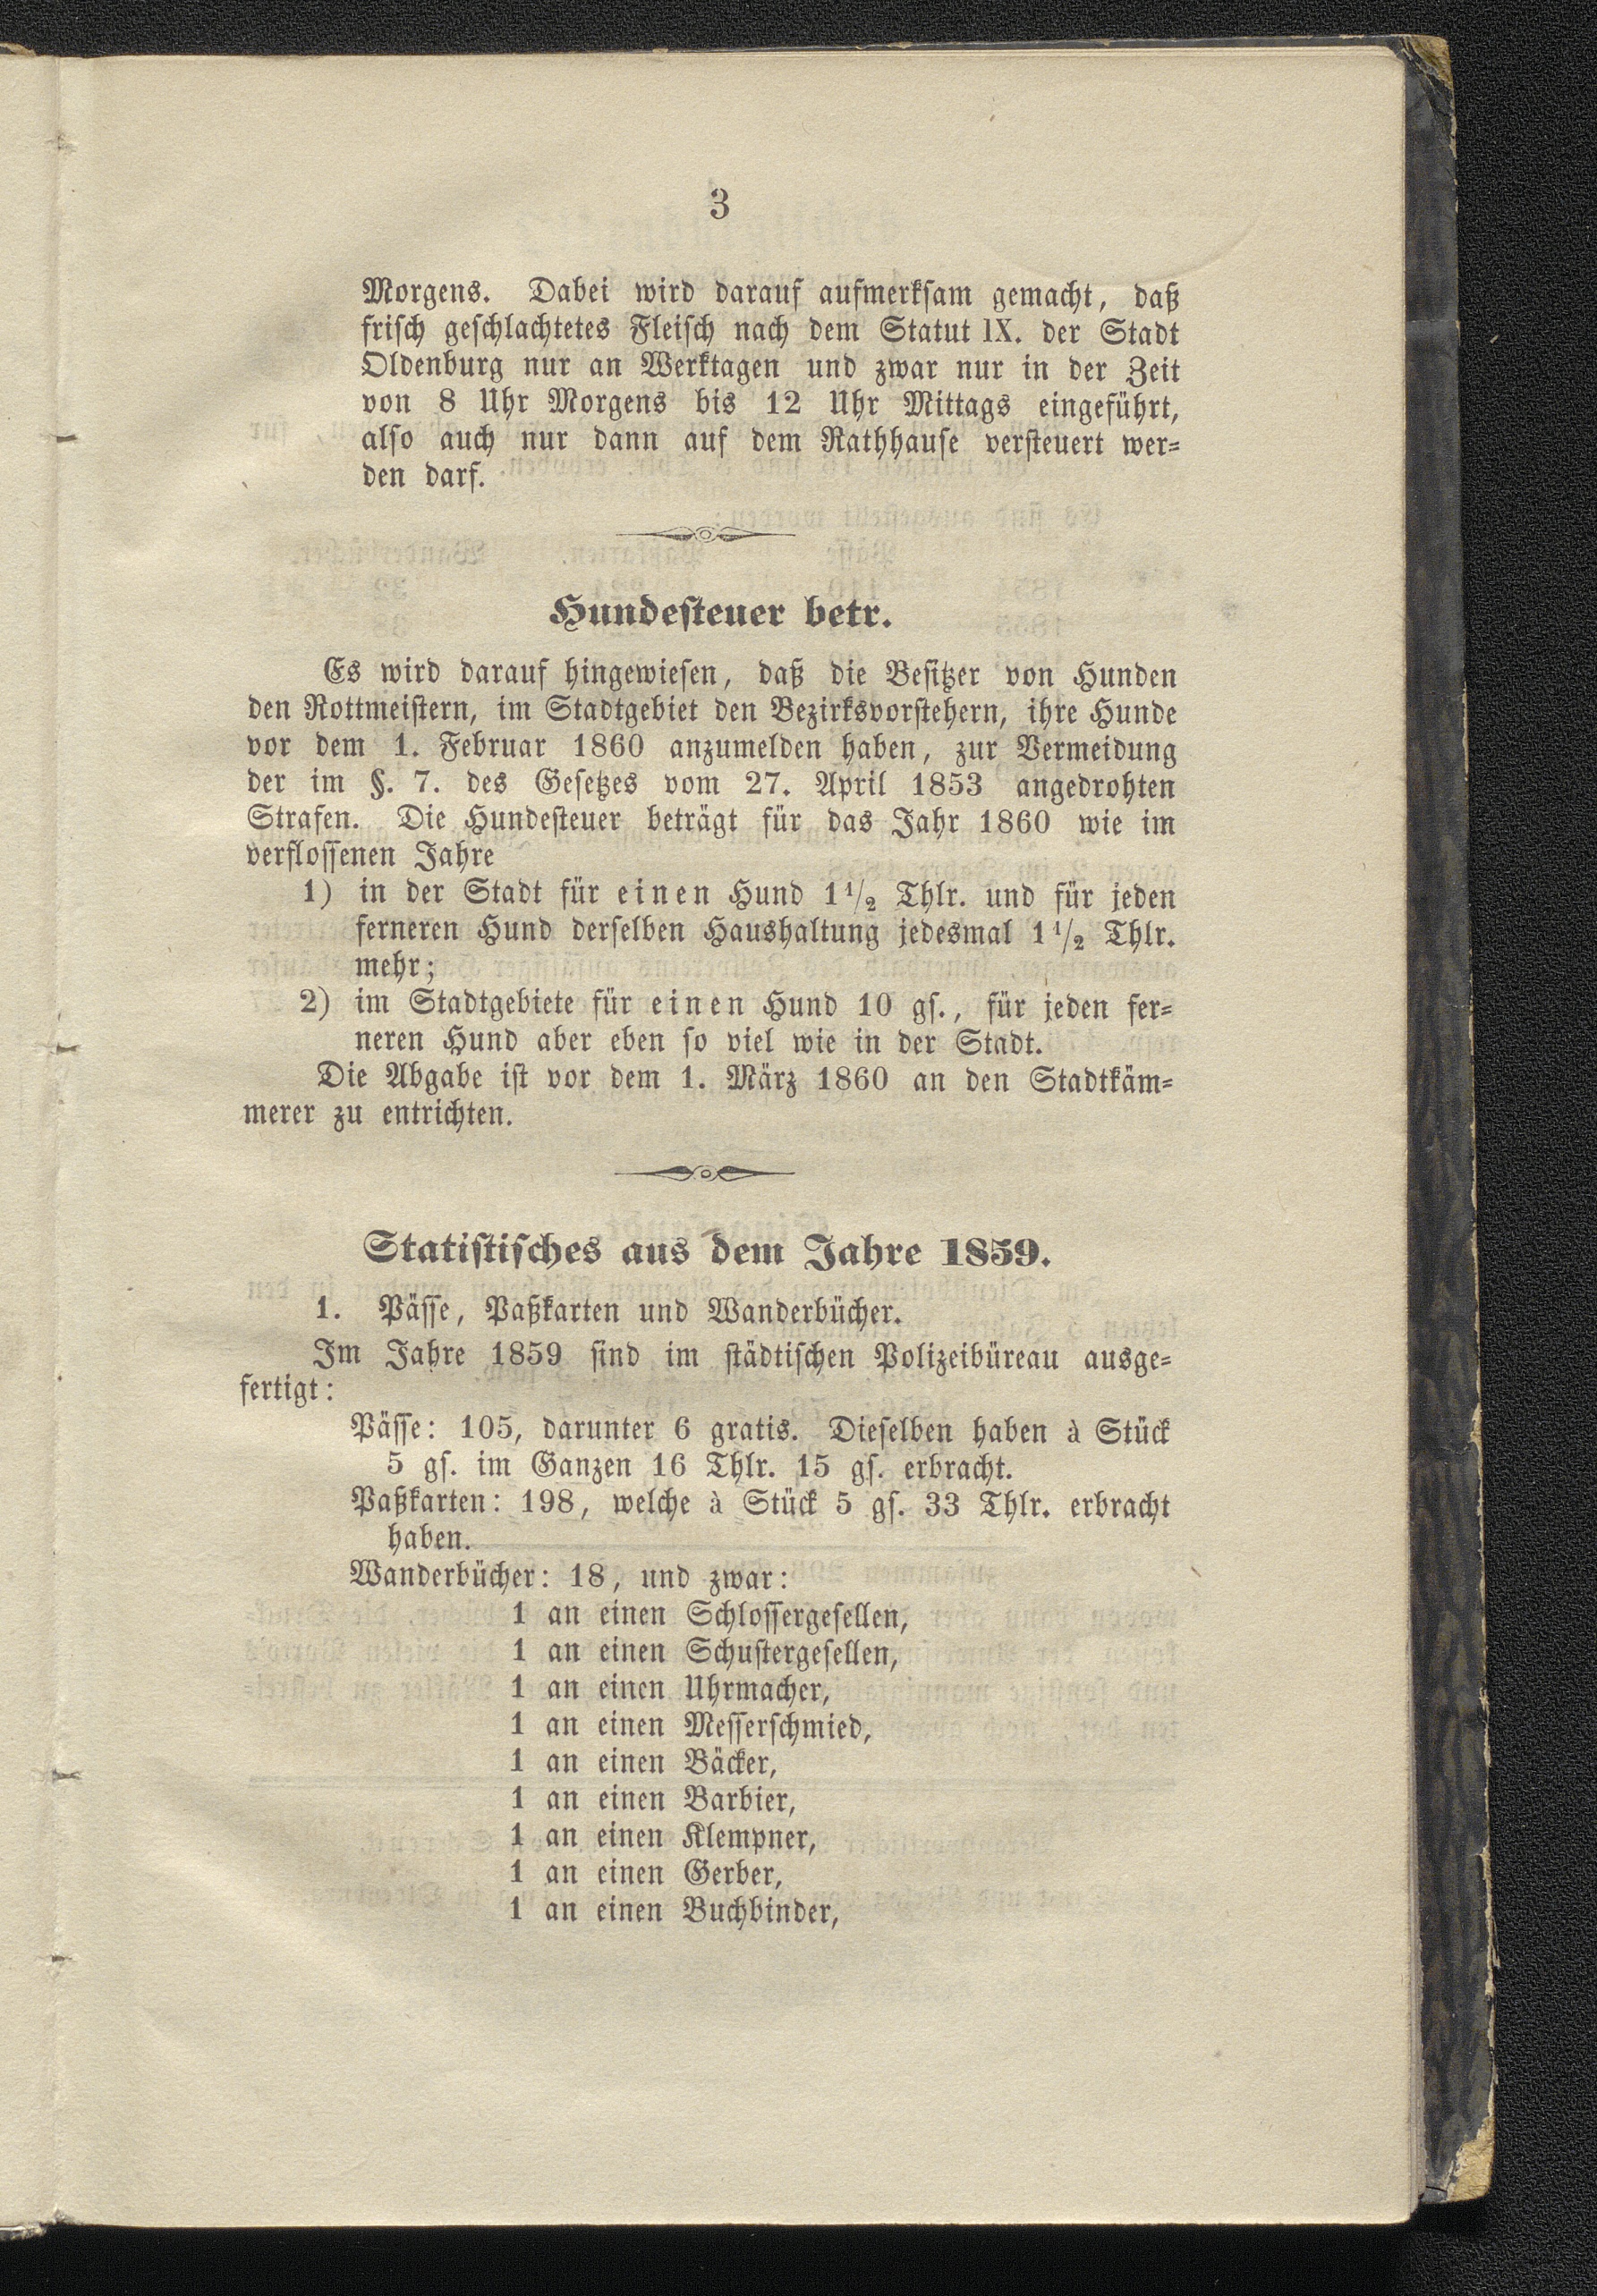 3
Morgens. Dabei wird darauf aufmerksam gemacht, daß
frisch geschlachtetes Fleisch nach dem Statut IX. der Stadt
Oldenburg nur an Werktagen und zwar nur in der Zeit
von 8 Uhr Morgens bis 12 Uhr Mittags eingeführt,
also auch nur dann auf dem Rathhause versteuert wer=
den darf.
Hundesteuer betr.
Es wird darauf hingewiesen, daß die Besitzer von Hunden
den Rottmeistern, im Stadtgebiet den Bezirksvorstehern, ihre Hunde
vor dem 1. Februar 1860 anzumelden haben, zur Vermeidung
der im §. 7. des Gesetzes vom 27. April 1853 angedrohten
Strafen. Die Hundesteuer beträgt für das Jahr 1860 wie im
verflossenen Jahre
1) in der Stadt für einen Hund 1 1/2 Thlr. und für jeden
ferneren Hund derselben Haushaltung jedesmal 1 1/2 Thlr.
mehr;
2) im Stadtgebiete für einen Hund 10 gs., für jeden fer=
neren Hund aber eben so viel wie in der Stadt.
Die Abgabe ist vor dem 1. März 1860 an den Stadtkäm=
merer zu entrichten.
Statistisches aus dem Jahre 1859.
1. Pässe, Paßkarten und Wanderbücher.
Im Jahre 1859 sind im städtischen Polizeibüreau ausge=
fertigt:
Pässe: 105, darunter 6 gratis. Dieselben haben à Stück
5 gs. im Ganzen 16 Thlr. 15 gs. erbracht.
Paßkarten: 198, welche à Stück 5 gs. 33 Thlr. erbracht
haben.
Wanderbücher: 18, und zwar:
1 an einen Schlossergesellen,
1 an einen Schustergesellen,
1 an einen Uhrmacher,
1 an einen Messerschmied,
1 an einen Bäcker,
1 an einen Barbier,
1 an einen Klempner,
1 an einen Gerber,
1 an einen Buchbinder,